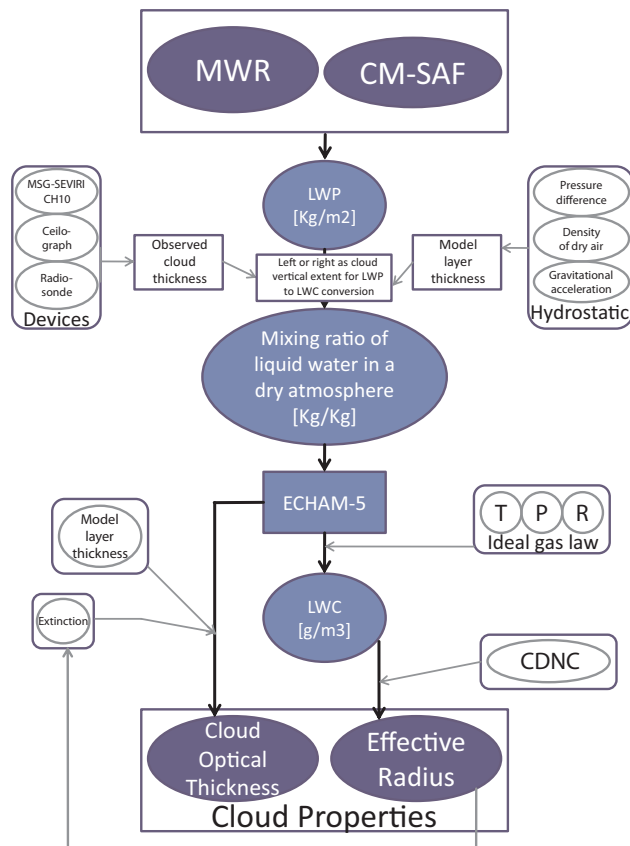 MWR
CM-SAF
LWP
[Kg/m2]
MSG-SEVIRI
CH10
Ceilo-
graph
Radio-
sonde
Devices
Observed
cloud
thickness
Left or right as cloud
vertical extent for LWP
to LWC conversion
Model
layer
thickness
Pressure
difference
Density
of dry air
Gravitational
acceleration
Hydrostatic
Mixing ratio of
liquid water in a
dry atmosphere
[Kg/Kg]
ECHAM-5
T P R
Ideal gas law
Model
layer
thickness
Extinction
LWC
[g/m3]
CDNC
Cloud
Optical
Thickness
Effective
Radius
Cloud Properties